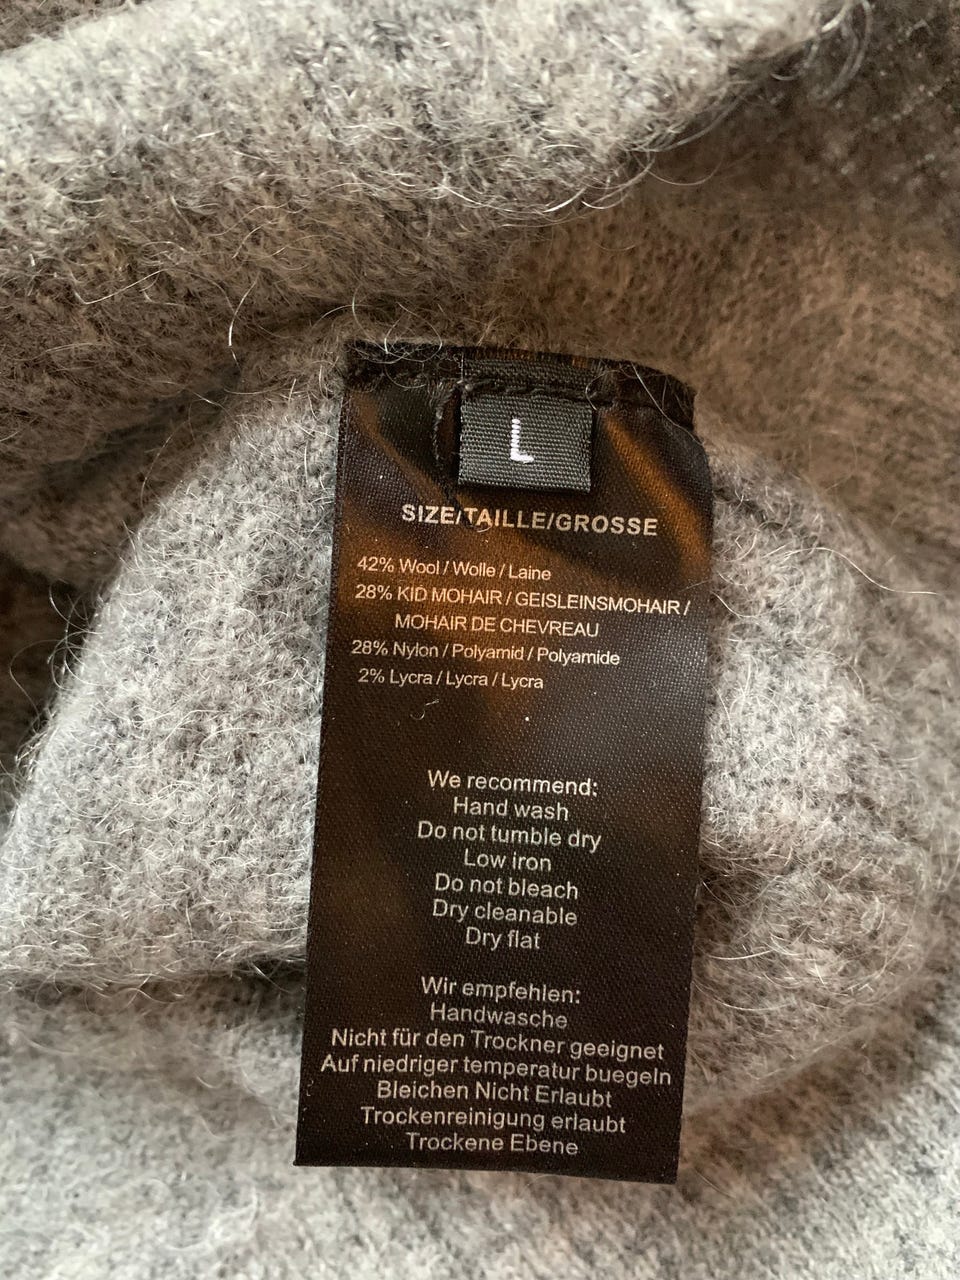 L
SIZE/TAILLE/GROSSE
42% Wool / Wolle / Laine
28% KID MOHAIR / GEISLEINSMOHAIR /
MOHAIR DE CHEVREAU
28% Nylon / Polyamid / Polyamide
2% Lycra / Lycra / Lycra
We recommend:
Hand wash
Do not tumble dry
Low iron
Do not bleach
Dry cleanable
Dry flat
Wir empfehlen:
Handwasche
Nicht für den Trockner geeignet
Auf niedriger temperatur buegeln
Bleichen Nicht Erlaubt
Trockenreinigung erlaubt
Trockene Ebene